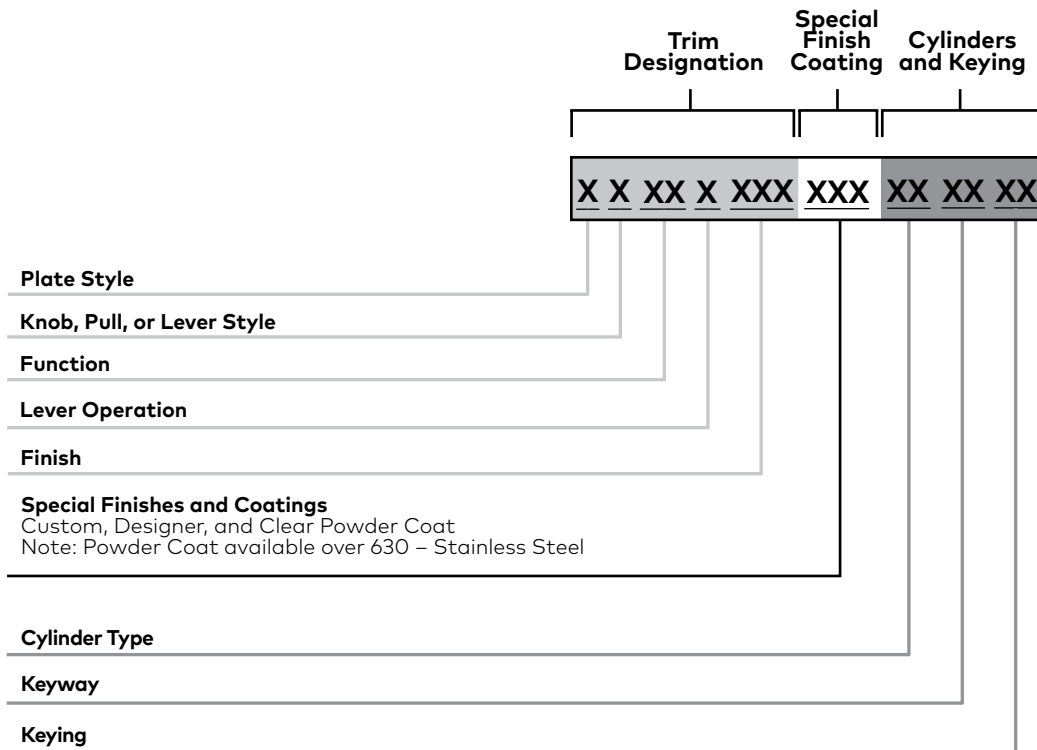 Trim
Designation
Special
Finish
Coating
Cylinders
and Keying
X X XX X XXX XXX XX XX XX
Plate Style
Knob, Pull, or Lever Style
Function
Lever Operation
Finish
Special Finishes and Coatings
Custom, Designer, and Clear Powder Coat
Note: Powder Coat available over 630 – Stainless Steel
Cylinder Type
Keyway
Keying